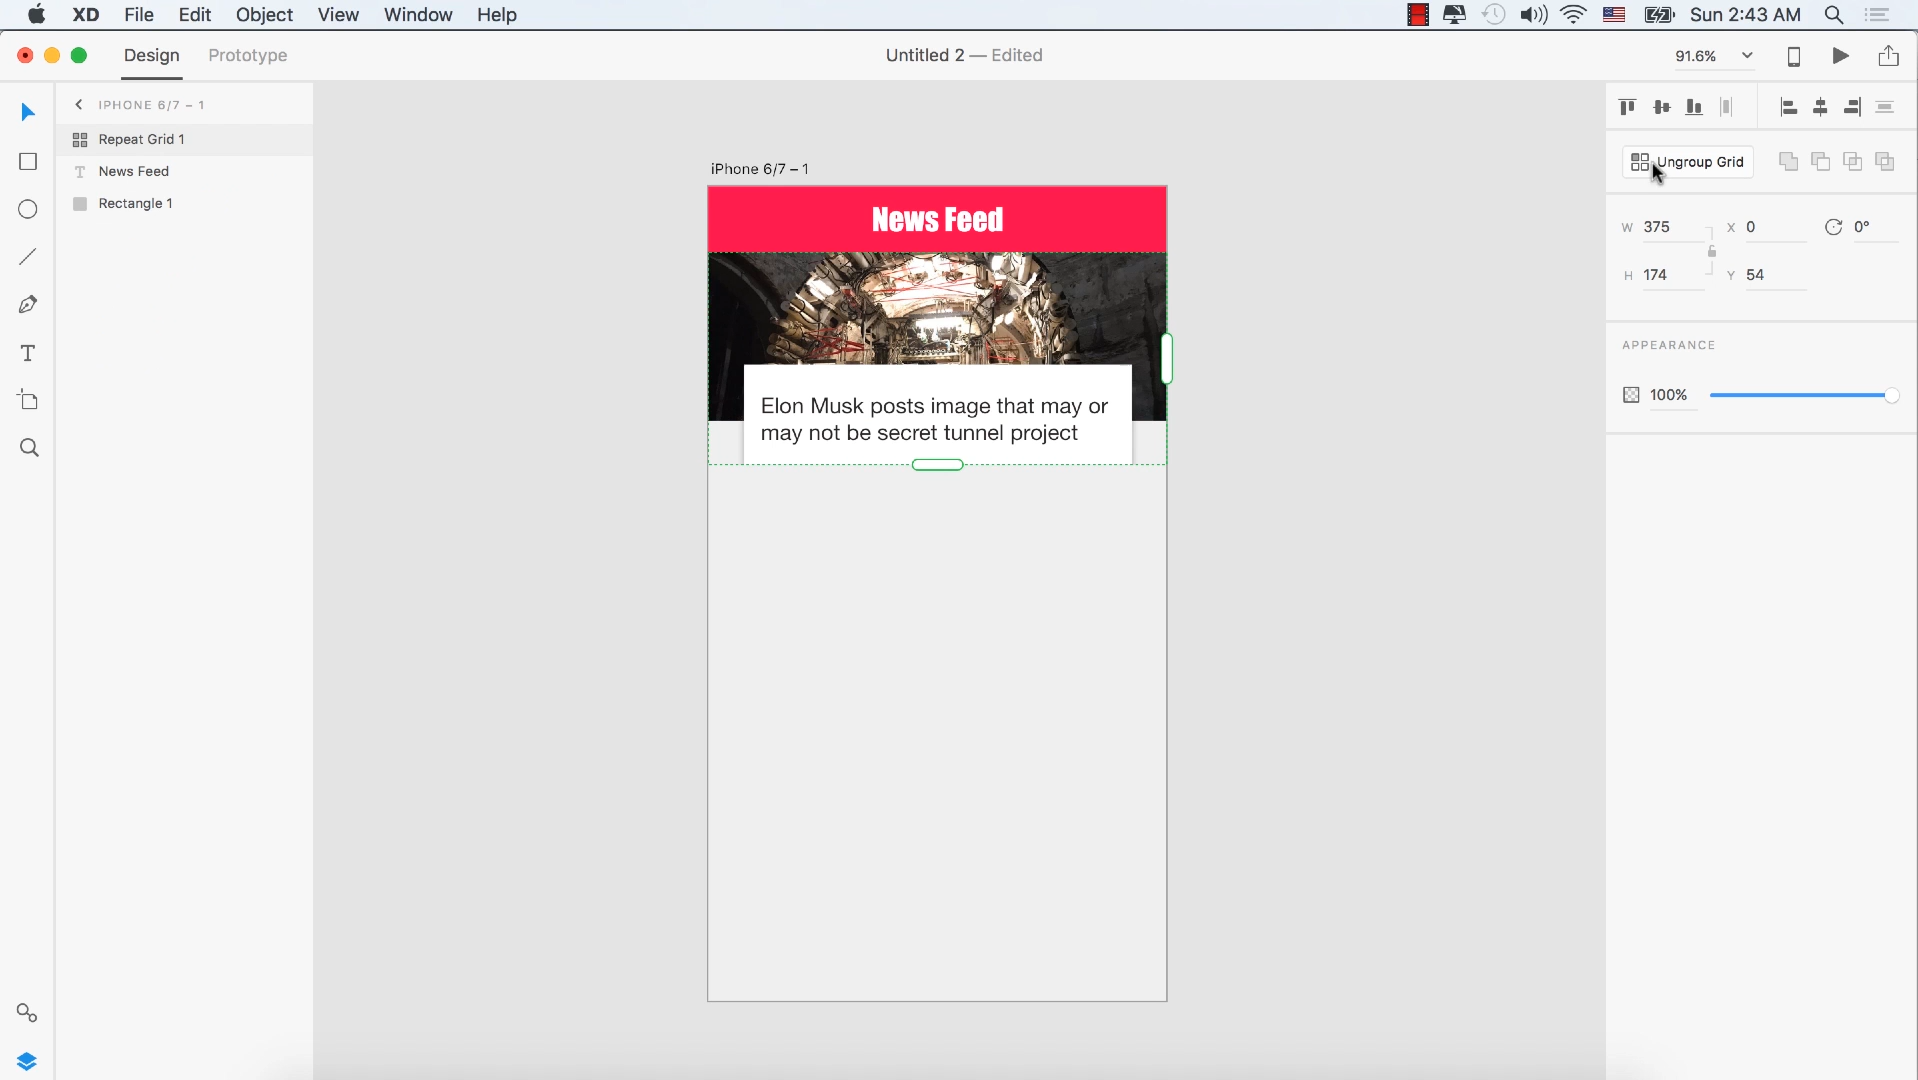 XD File Edit Object View Window Help Sun 2:43 AM
Design Prototype Untitled 2 — Edited 91.6%
IPHONE 6/7 – 1
Repeat Grid 1
News Feed
Rectangle 1
iPhone 6/7 – 1
News Feed
Elon Musk posts image that may or
may not be secret tunnel project
Ungroup Grid
W 375 X 0 0°
H 174 Y 54
APPEARANCE
100%